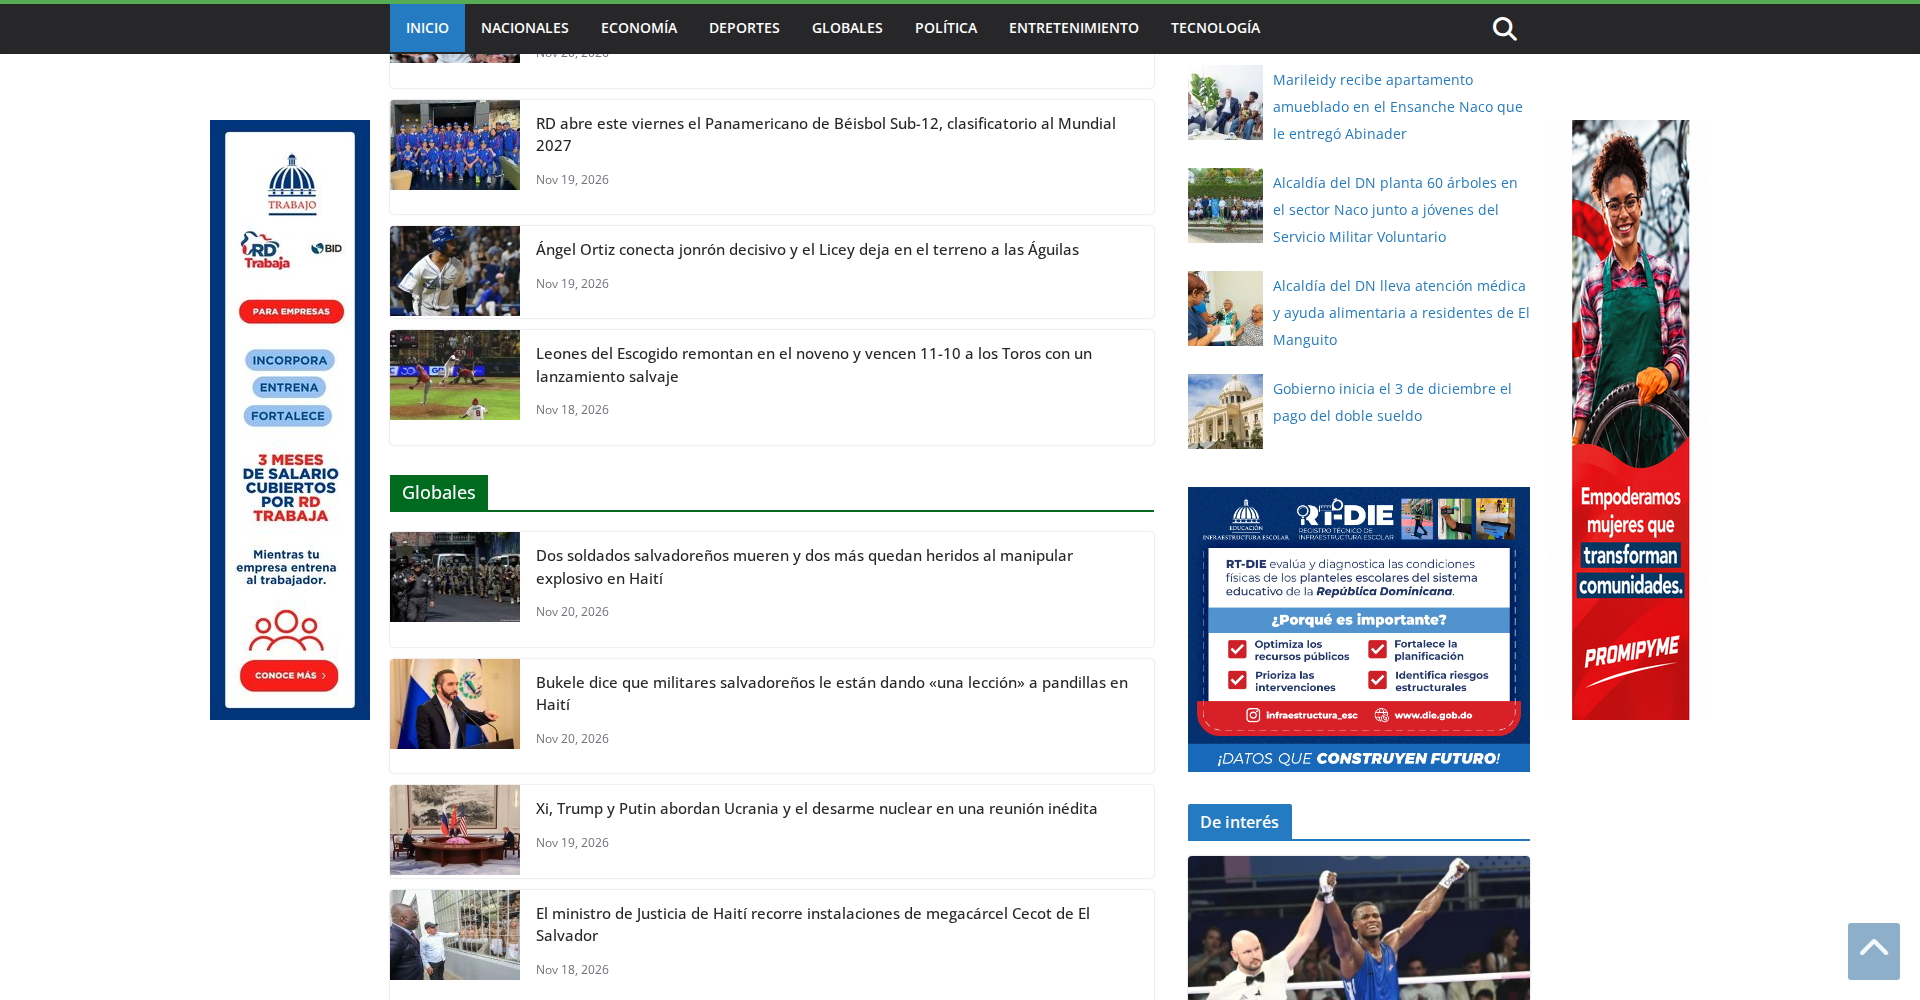 INICIO NACIONALES ECONOMÍA DEPORTES GLOBALES POLÍTICA ENTRETENIMIENTO TECNOLOGÍA
RD abre este viernes el Panamericano de Béisbol Sub-12, clasificatorio al Mundial
2027
Nov 19, 2026
Ángel Ortiz conecta jonrón decisivo y el Licey deja en el terreno a las Águilas
Nov 19, 2026
Leones del Escogido remontan en el noveno y vencen 11-10 a los Toros con un
lanzamiento salvaje
Nov 18, 2026
Globales
Dos soldados salvadoreños mueren y dos más quedan heridos al manipular
explosivo en Haití
Nov 20, 2026
Bukele dice que militares salvadoreños le están dando «una lección» a pandillas en
Haití
Nov 20, 2026
Xi, Trump y Putin abordan Ucrania y el desarme nuclear en una reunión inédita
Nov 19, 2026
El ministro de Justicia de Haití recorre instalaciones de megacárcel Cecot de El
Salvador
Nov 18, 2026
Marileidy recibe apartamento
amueblado en el Ensanche Naco que
le entregó Abinader
Alcaldía del DN planta 60 árboles en
el sector Naco junto a jóvenes del
Servicio Militar Voluntario
Alcaldía del DN lleva atención médica
y ayuda alimentaria a residentes de El
Manguito
Gobierno inicia el 3 de diciembre el
pago del doble sueldo
EDUCACIÓN
INFRAESTRUCTURA ESCOLAR
RT-DIE
REGISTRO TÉCNICO DE
INFRAESTRUCTURA ESCOLAR
RT-DIE evalúa y diagnostica las condiciones
físicas de los planteles escolares del sistema
educativo de la República Dominicana.
¿Porqué es importante?
Optimiza los
recursos públicos
Fortalece la
planificación
Prioriza las
intervenciones
Identifica riesgos
estructurales
infraestructura_esc www.die.gob.do
¡DATOS QUE CONSTRUYEN FUTURO!
De interés
TRABAJO
RD
Trabaja
BID
PARA EMPRESAS
INCORPORA
ENTRENA
FORTALECE
3 MESES
DE SALARIO
CUBIERTOS
POR RD
TRABAJA
Mientras tu
empresa entrena
al trabajador.
CONOCE MÁS
Empoderamos
mujeres que
transforman
comunidades.
PROMIPYME